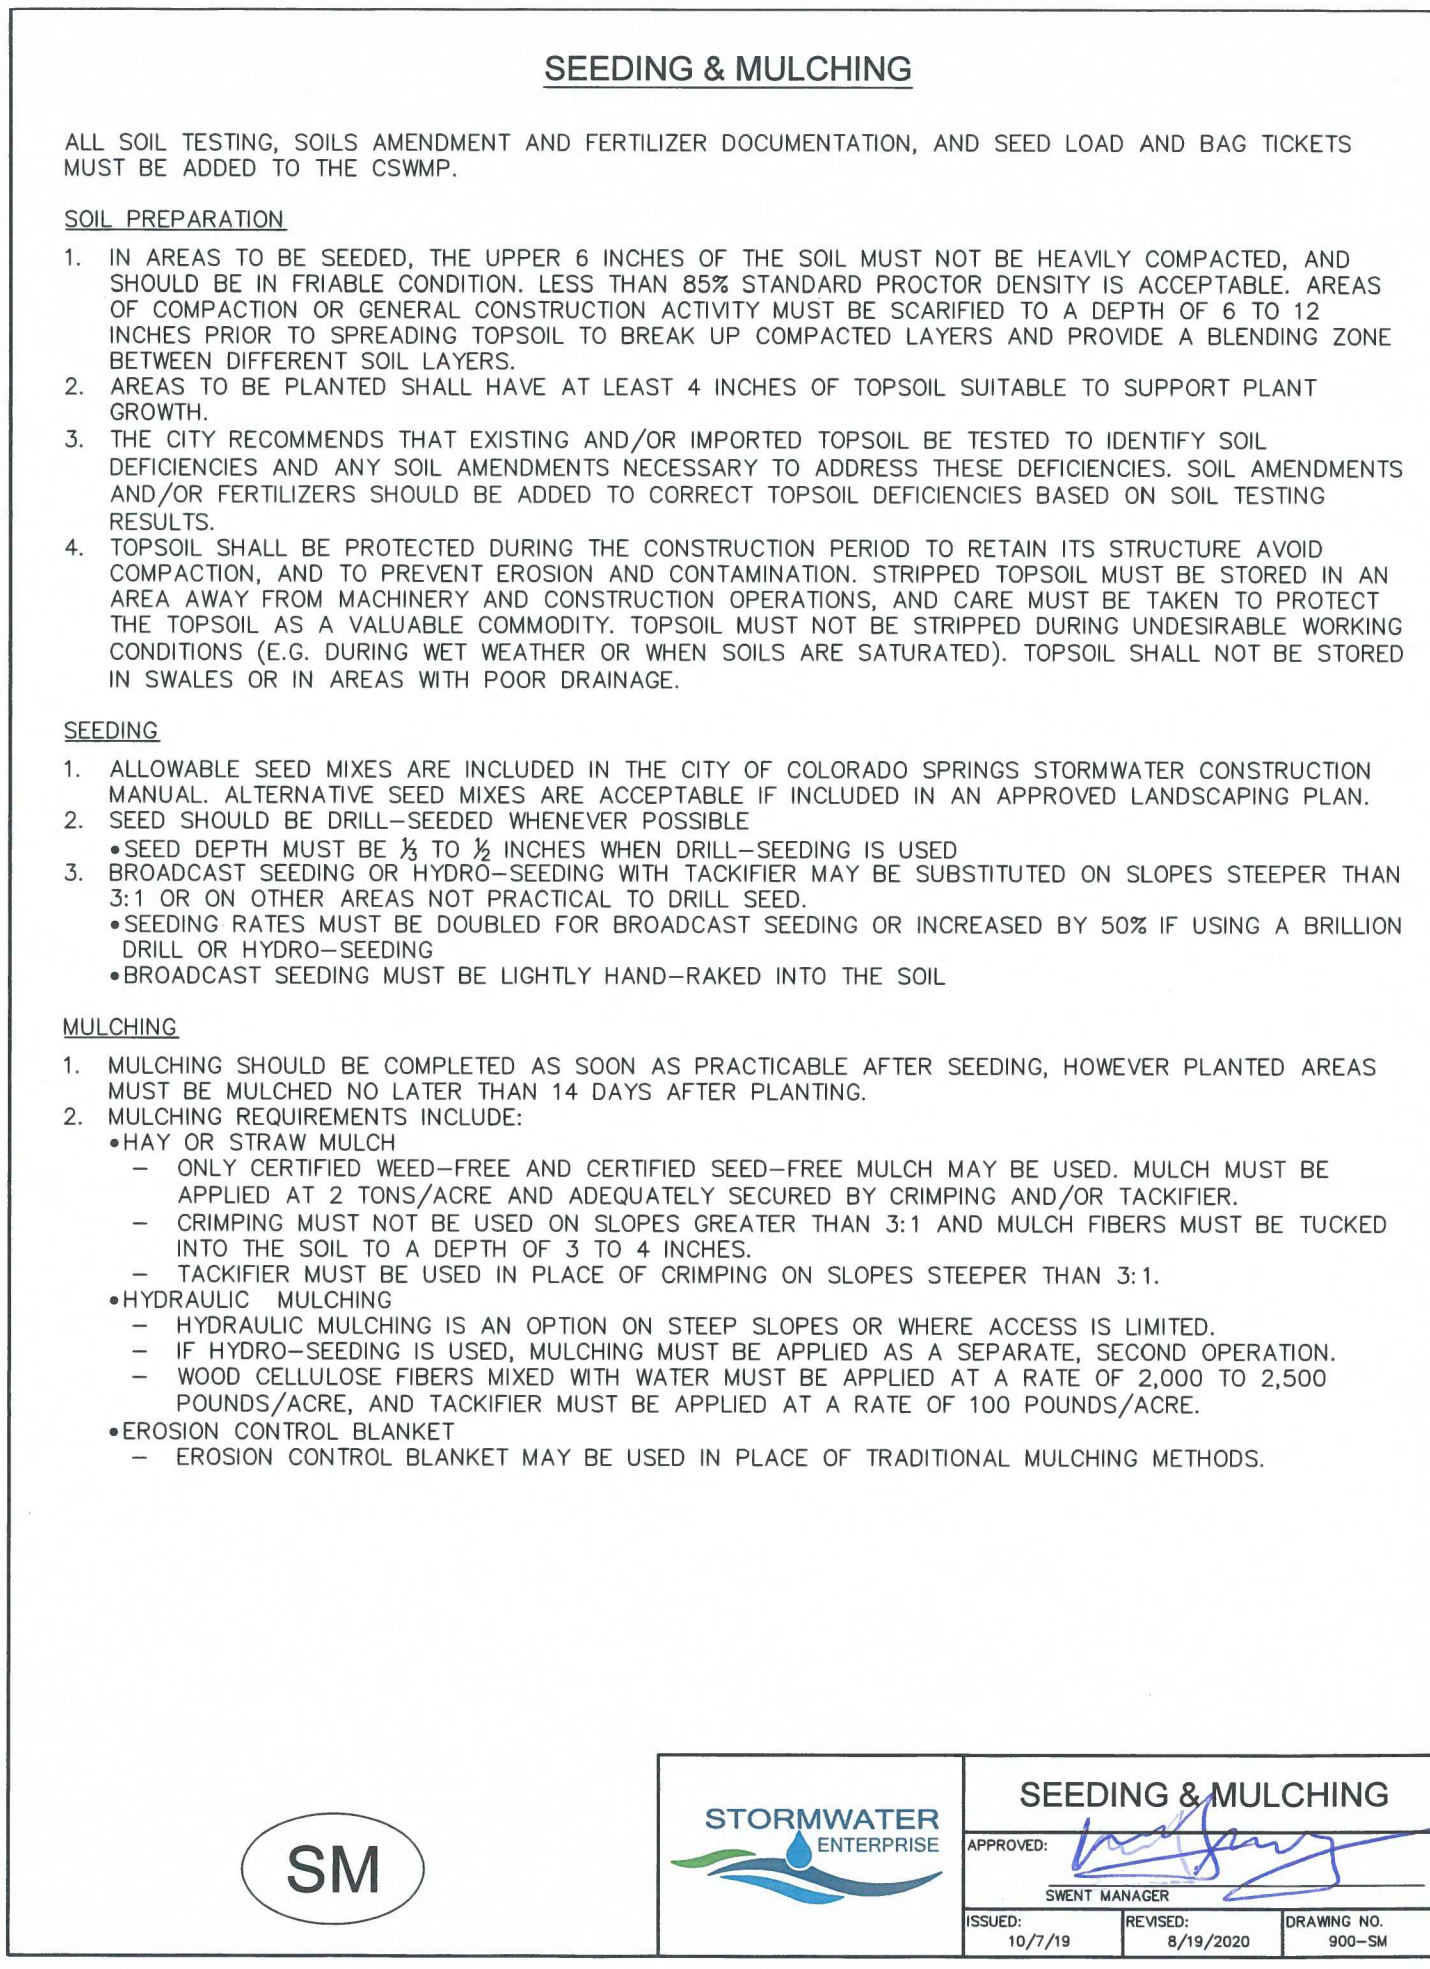 SEEDING & MULCHING
ALL SOIL TESTING, SOILS AMENDMENT AND FERTILIZER DOCUMENTATION, AND SEED LOAD AND BAG TICKETS
MUST BE ADDED TO THE CSWMP.
SOIL PREPARATION
1. IN AREAS TO BE SEEDED, THE UPPER 6 INCHES OF THE SOIL MUST NOT BE HEAVILY COMPACTED, AND
SHOULD BE IN FRIABLE CONDITION. LESS THAN 85% STANDARD PROCTOR DENSITY IS ACCEPTABLE. AREAS
OF COMPACTION OR GENERAL CONSTRUCTION ACTIVITY MUST BE SCARIFIED TO A DEPTH OF 6 TO 12
INCHES PRIOR TO SPREADING TOPSOIL TO BREAK UP COMPACTED LAYERS AND PROVIDE A BLENDING ZONE
BETWEEN DIFFERENT SOIL LAYERS.
2. AREAS TO BE PLANTED SHALL HAVE AT LEAST 4 INCHES OF TOPSOIL SUITABLE TO SUPPORT PLANT
GROWTH.
3. THE CITY RECOMMENDS THAT EXISTING AND/OR IMPORTED TOPSOIL BE TESTED TO IDENTIFY SOIL
DEFICIENCIES AND ANY SOIL AMENDMENTS NECESSARY TO ADDRESS THESE DEFICIENCIES. SOIL AMENDMENTS
AND/OR FERTILIZERS SHOULD BE ADDED TO CORRECT TOPSOIL DEFICIENCIES BASED ON SOIL TESTING
RESULTS.
4. TOPSOIL SHALL BE PROTECTED DURING THE CONSTRUCTION PERIOD TO RETAIN ITS STRUCTURE AVOID
COMPACTION, AND TO PREVENT EROSION AND CONTAMINATION. STRIPPED TOPSOIL MUST BE STORED IN AN
AREA AWAY FROM MACHINERY AND CONSTRUCTION OPERATIONS, AND CARE MUST BE TAKEN TO PROTECT
THE TOPSOIL AS A VALUABLE COMMODITY. TOPSOIL MUST NOT BE STRIPPED DURING UNDESIRABLE WORKING
CONDITIONS (E.G. DURING WET WEATHER OR WHEN SOILS ARE SATURATED). TOPSOIL SHALL NOT BE STORED
IN SWALES OR IN AREAS WITH POOR DRAINAGE.
SEEDING
1. ALLOWABLE SEED MIXES ARE INCLUDED IN THE CITY OF COLORADO SPRINGS STORMWATER CONSTRUCTION
MANUAL. ALTERNATIVE SEED MIXES ARE ACCEPTABLE IF INCLUDED IN AN APPROVED LANDSCAPING PLAN.
2. SEED SHOULD BE DRILL-SEEDED WHENEVER POSSIBLE
•SEED DEPTH MUST BE ⅓ TO ½ INCHES WHEN DRILL-SEEDING IS USED
3. BROADCAST SEEDING OR HYDRO-SEEDING WITH TACKIFIER MAY BE SUBSTITUTED ON SLOPES STEEPER THAN
3:1 OR ON OTHER AREAS NOT PRACTICAL TO DRILL SEED.
•SEEDING RATES MUST BE DOUBLED FOR BROADCAST SEEDING OR INCREASED BY 50% IF USING A BRILLION
DRILL OR HYDRO-SEEDING
•BROADCAST SEEDING MUST BE LIGHTLY HAND-RAKED INTO THE SOIL
MULCHING
1. MULCHING SHOULD BE COMPLETED AS SOON AS PRACTICABLE AFTER SEEDING, HOWEVER PLANTED AREAS
MUST BE MULCHED NO LATER THAN 14 DAYS AFTER PLANTING.
2. MULCHING REQUIREMENTS INCLUDE:
•HAY OR STRAW MULCH
– ONLY CERTIFIED WEED-FREE AND CERTIFIED SEED-FREE MULCH MAY BE USED. MULCH MUST BE
APPLIED AT 2 TONS/ACRE AND ADEQUATELY SECURED BY CRIMPING AND/OR TACKIFIER.
– CRIMPING MUST NOT BE USED ON SLOPES GREATER THAN 3:1 AND MULCH FIBERS MUST BE TUCKED
INTO THE SOIL TO A DEPTH OF 3 TO 4 INCHES.
– TACKIFIER MUST BE USED IN PLACE OF CRIMPING ON SLOPES STEEPER THAN 3:1.
•HYDRAULIC MULCHING
– HYDRAULIC MULCHING IS AN OPTION ON STEEP SLOPES OR WHERE ACCESS IS LIMITED.
– IF HYDRO-SEEDING IS USED, MULCHING MUST BE APPLIED AS A SEPARATE, SECOND OPERATION.
– WOOD CELLULOSE FIBERS MIXED WITH WATER MUST BE APPLIED AT A RATE OF 2,000 TO 2,500
POUNDS/ACRE, AND TACKIFIER MUST BE APPLIED AT A RATE OF 100 POUNDS/ACRE.
•EROSION CONTROL BLANKET
– EROSION CONTROL BLANKET MAY BE USED IN PLACE OF TRADITIONAL MULCHING METHODS.
SM
STORMWATER
ENTERPRISE
SEEDING & MULCHING
APPROVED:
SWENT MANAGER
ISSUED:
10/7/19
REVISED:
8/19/2020
DRAWING NO.
900-SM